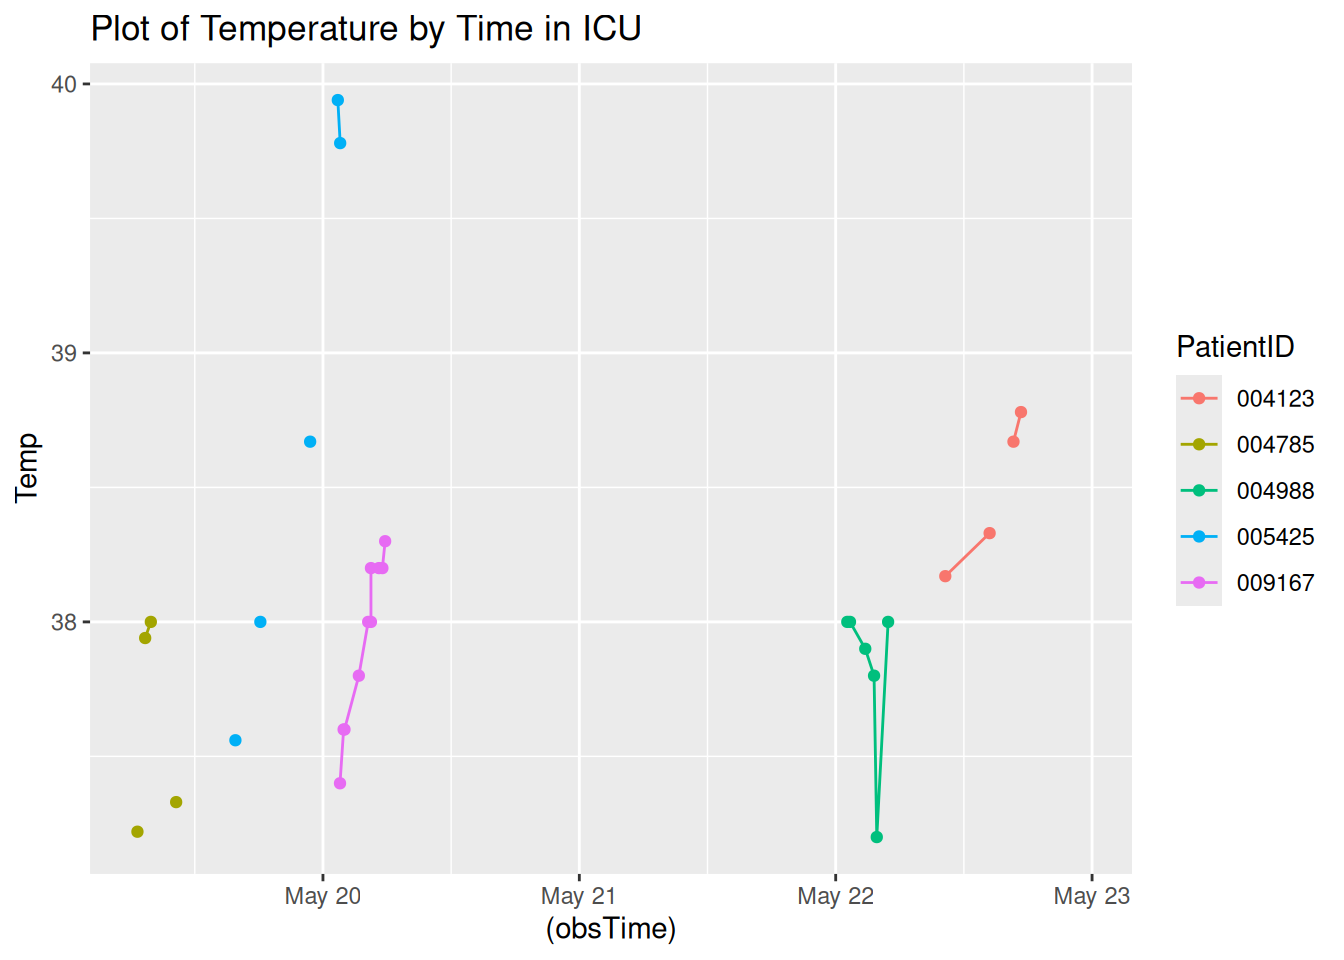 Plot of Temperature by Time in ICU
40
39
38
Temp
May 20
May 21
May 22
May 23
(obsTime)
PatientID
004123
004785
004988
005425
009167